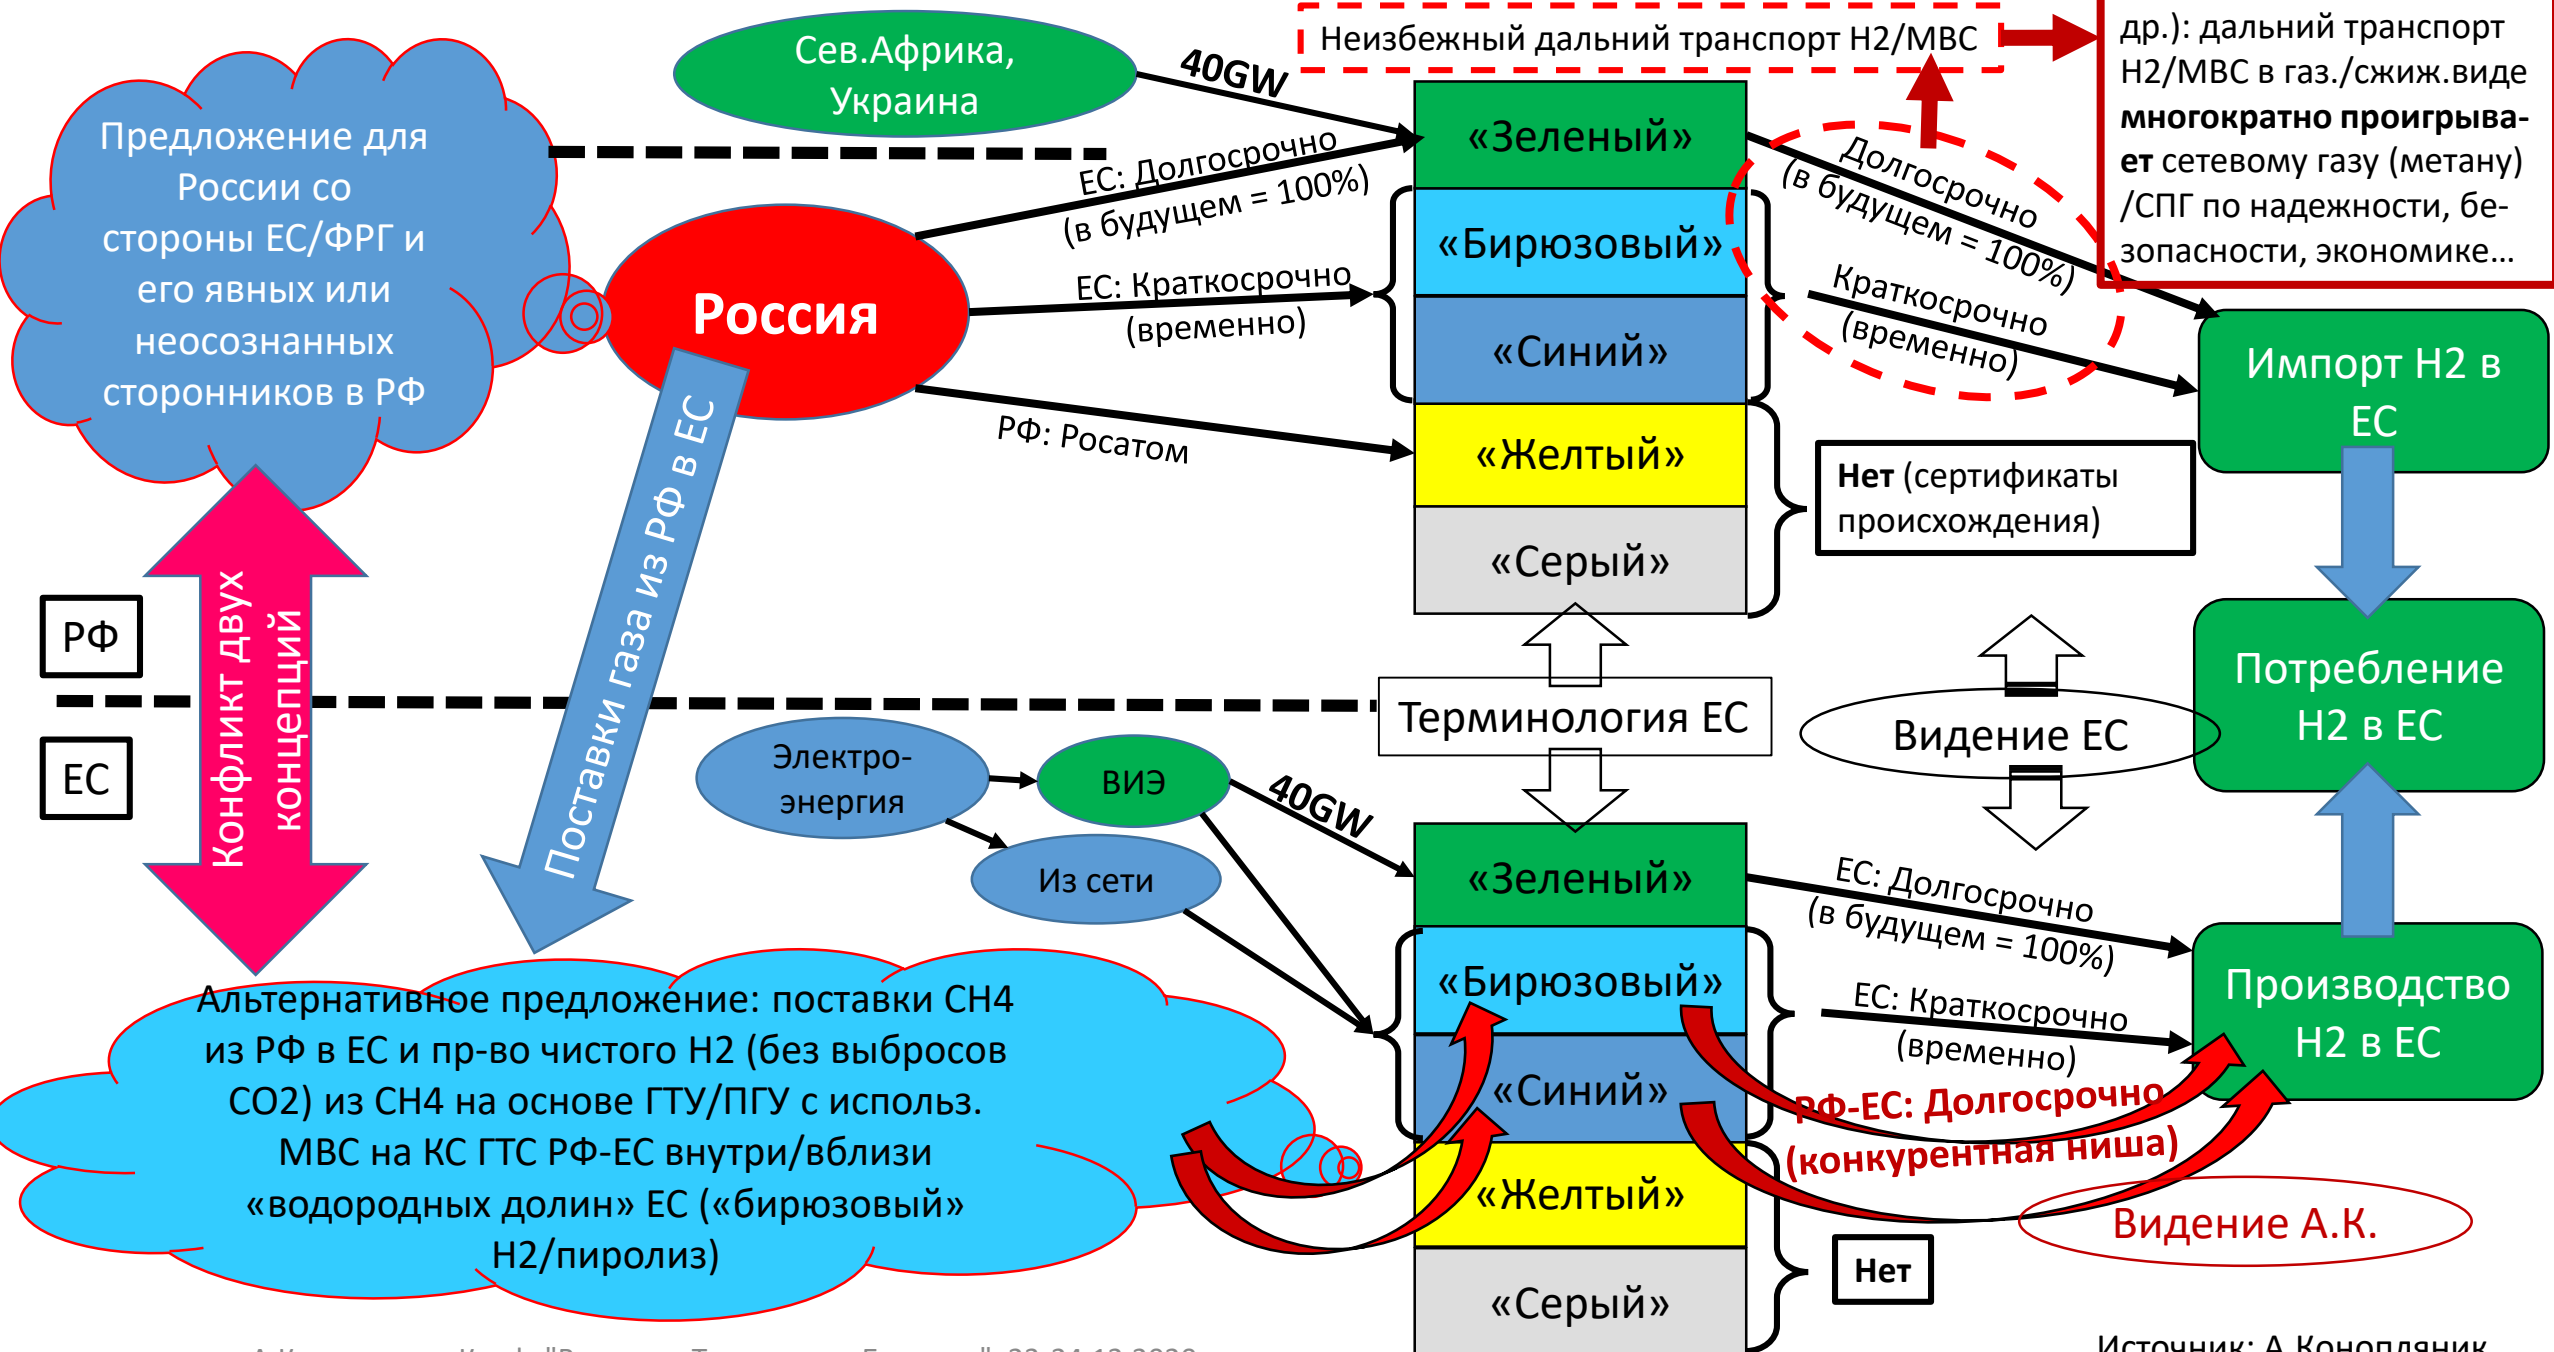 Сев.Африка,
Украина
40GW
Неизбежный дальний транспорт Н2/МВС
др.): дальний транспорт
Н2/МВС в газ./сжиж.виде
многократно проигрыва-
ет сетевому газу (метану)
/СПГ по надежности, бе-
зопасности, экономике...
Предложение для
России со
стороны ЕС/ФРГ и
его явных или
неосознанных
сторонников в РФ
Россия
ЕС: Долгосрочно
(в будущем = 100%)
ЕС: Краткосрочно
(временно)
РФ: Росатом
«Зеленый»
«Бирюзовый»
«Синий»
«Желтый»
«Серый»
Долгосрочно
(в будущем = 100%)
Краткосрочно
(временно)
Нет (сертификаты
происхождения)
Импорт Н2 в
ЕС
Потребление
Н2 в ЕС
Производство
Н2 в ЕС
РФ
ЕС
Конфликт двух
концепций
Поставки газа из РФ в ЕС
Терминология ЕС
Видение ЕС
Электро-
энергия
ВИЭ
Из сети
40GW
«Зеленый»
«Бирюзовый»
«Синий»
«Желтый»
«Серый»
ЕС: Долгосрочно
(в будущем = 100%)
ЕС: Краткосрочно
(временно)
РФ-ЕС: Долгосрочно
(конкурентная ниша)
Видение А.К.
Нет
Альтернативное предложение: поставки СН4
из РФ в ЕС и пр-во чистого Н2 (без выбросов
СО2) из СН4 на основе ГТУ/ПГУ с использ.
МВС на КС ГТС РФ-ЕС внутри/вблизи
«водородных долин» ЕС («бирюзовый»
Н2/пиролиз)
Источник: А.Конопляник